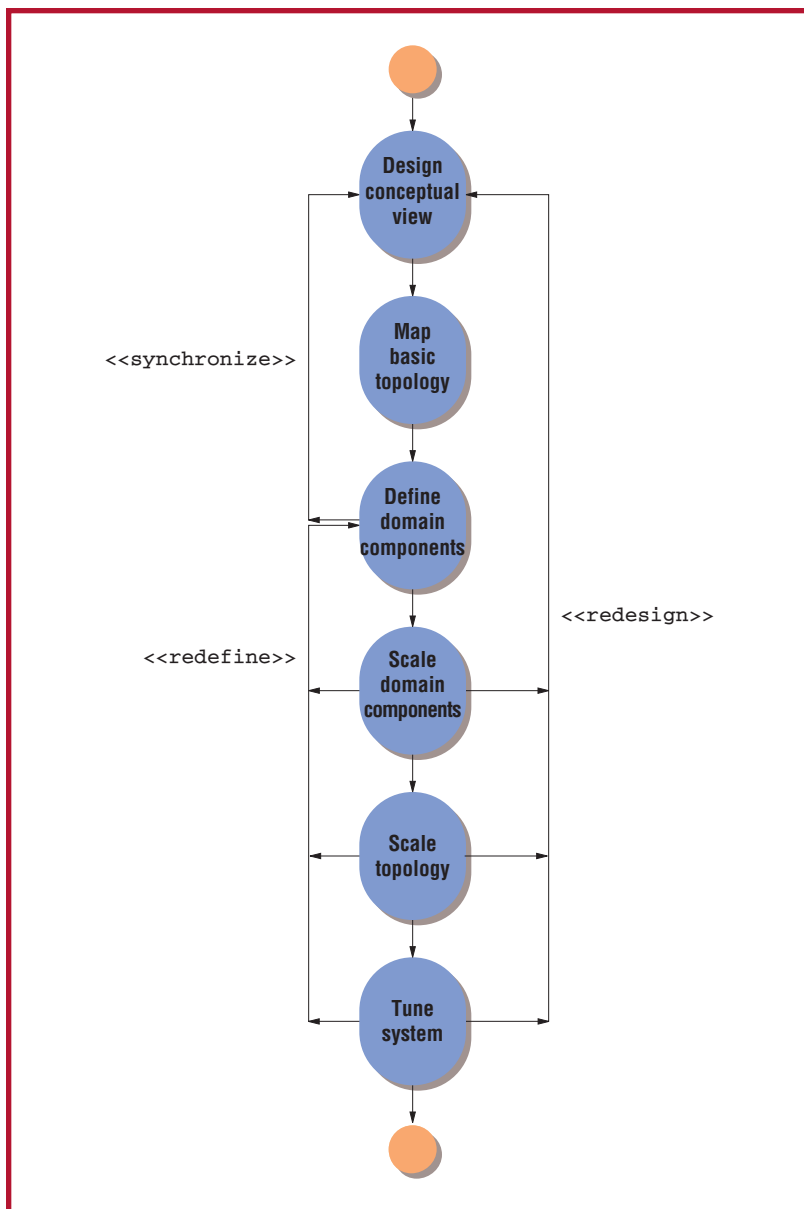 Design
conceptual
view
Map
basic
topology
<<synchronize>>
Define
domain
components
<<redesign>>
<<redefine>>
Scale
domain
components
Scale
topology
Tune
system